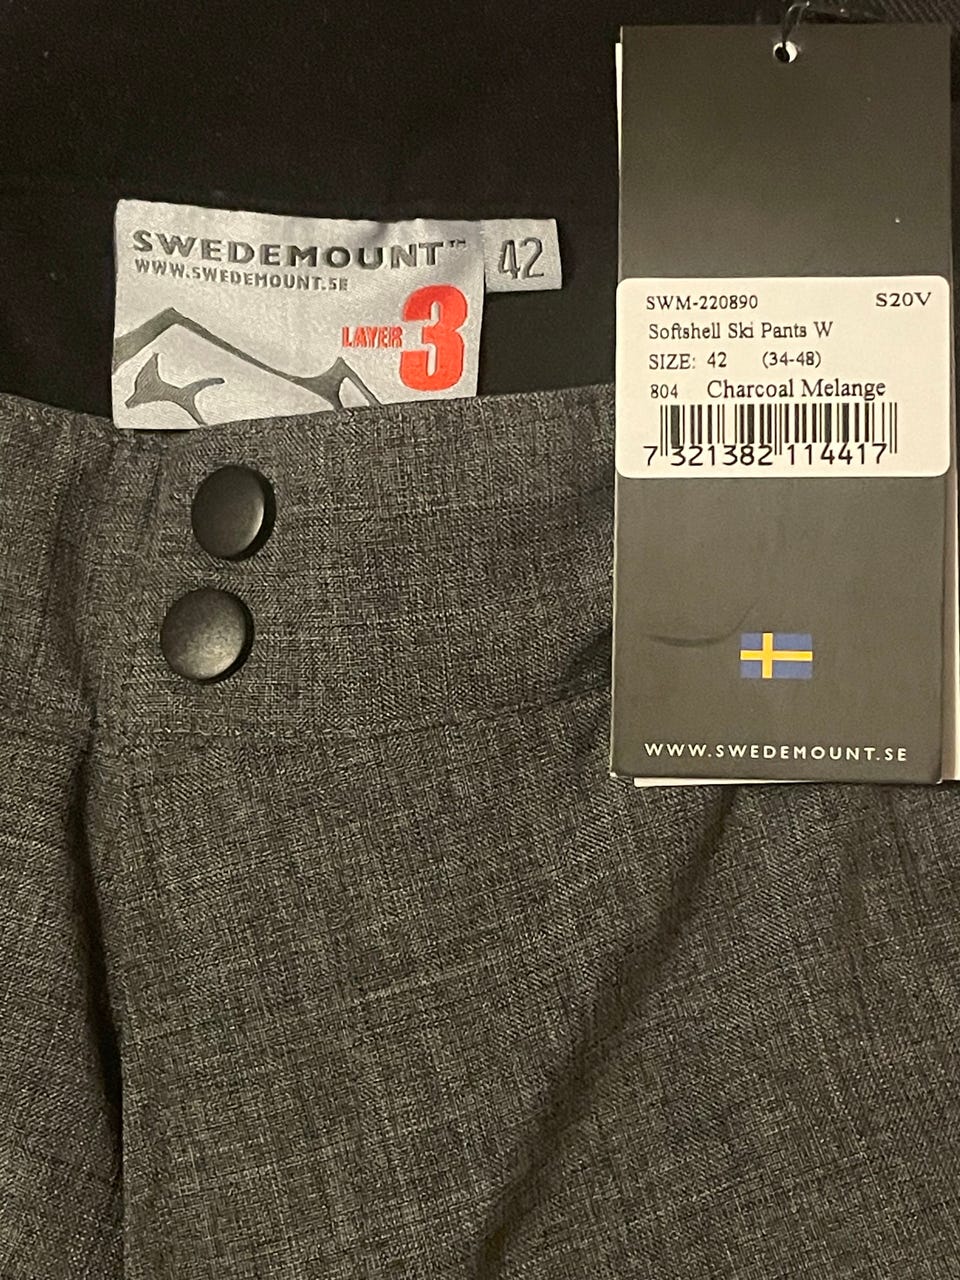 SWEDEMOUNT™
WWW.SWEDEMOUNT.SE
LAYER 3
42
SWM-220890 S20V
Softshell Ski Pants W
SIZE: 42 (34-48)
804 Charcoal Melange
7 321382 114417
WWW.SWEDEMOUNT.SE